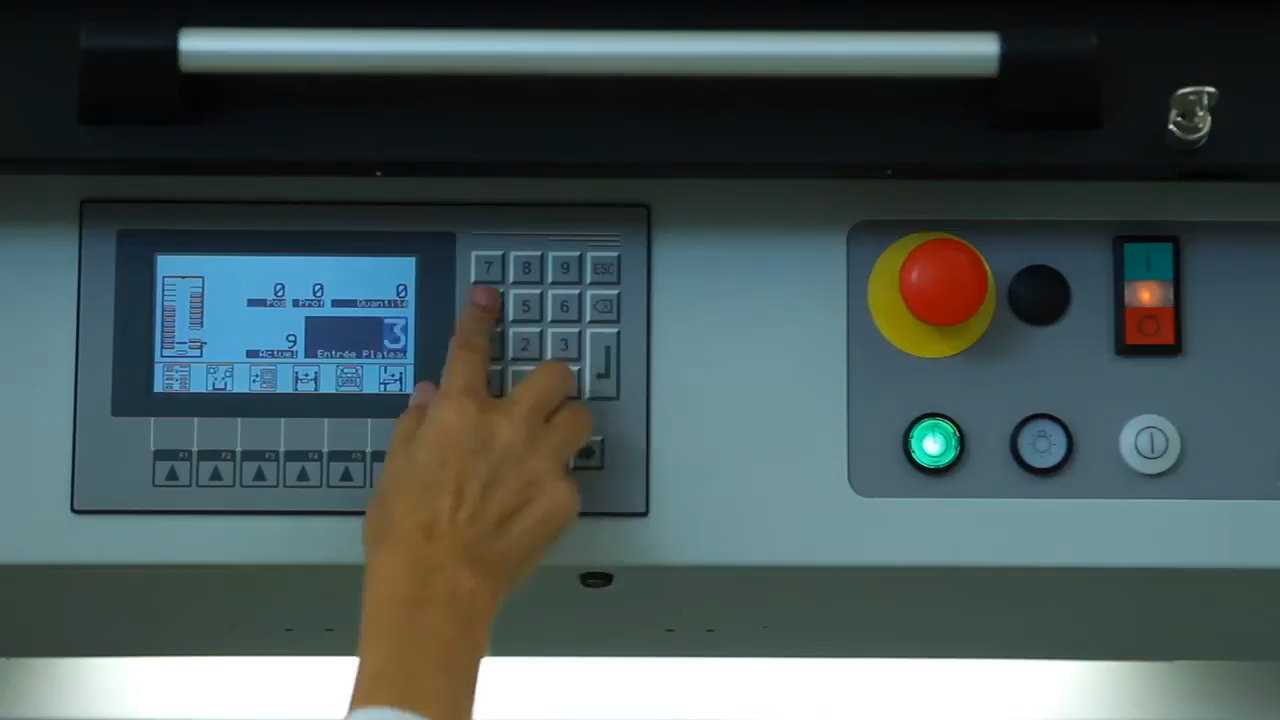 0 0 0
Pos Prof Quantité
9 3
Actuel Entrée Plateau
7 8 9 ESC
5 6
2 3
F1 F2 F3 F4 F5